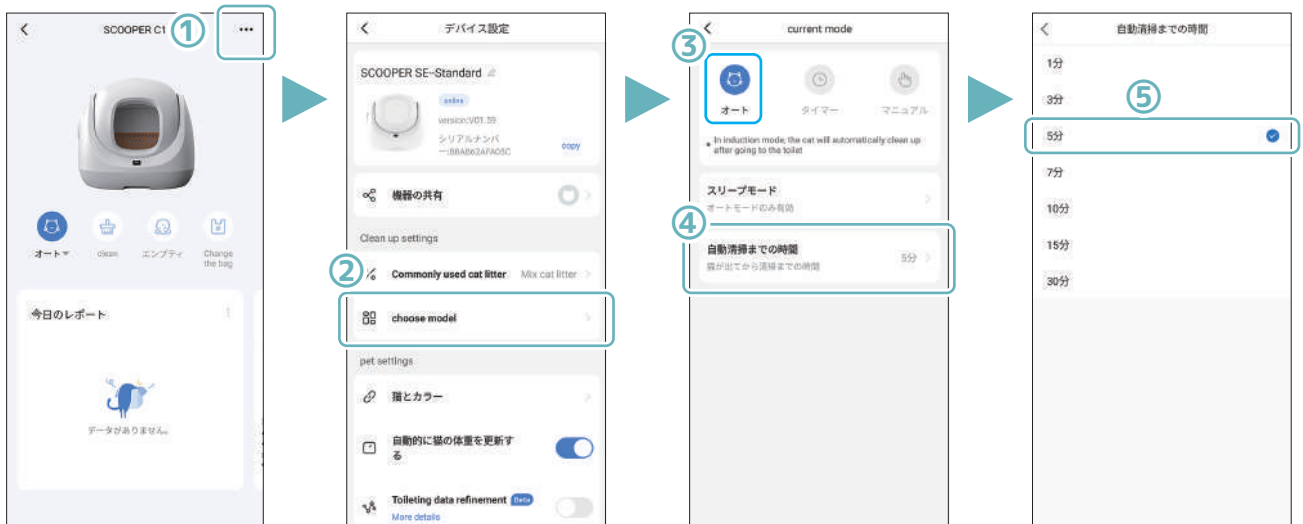 SCOOPER C1
①
オート
clean
エンプティ
Change
the bag
今日のレポート
データがありません。
デバイス設定
SCOOPER SE-Standard
online
version:V01.59
シリアルナンバ
copy
機器の共有
Clean up settings
②
Commonly used cat litter
Mix cat litter
choose model
pet settings
猫とカラー
自動的に猫の体重を更新す
る
Toileting data refinement Beta
More details
current mode
③
オート
タイマー
マニュアル
In induction mode, the cat will automatically clean up
after going to the toilet
スリープモード
オートモードのみ有効
④
自動清掃までの時間
5分
猫が出てから清掃までの時間
自動清掃までの時間
1分
3分
⑤
5分
7分
10分
15分
30分